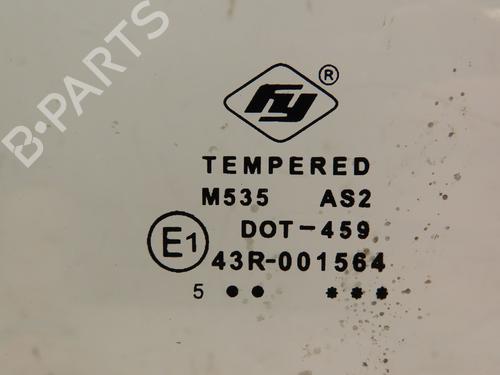 B-PARTS
fy ®
TEMPERED
M535 AS2
DOT-459
E1 43R-001564
5 •• ***